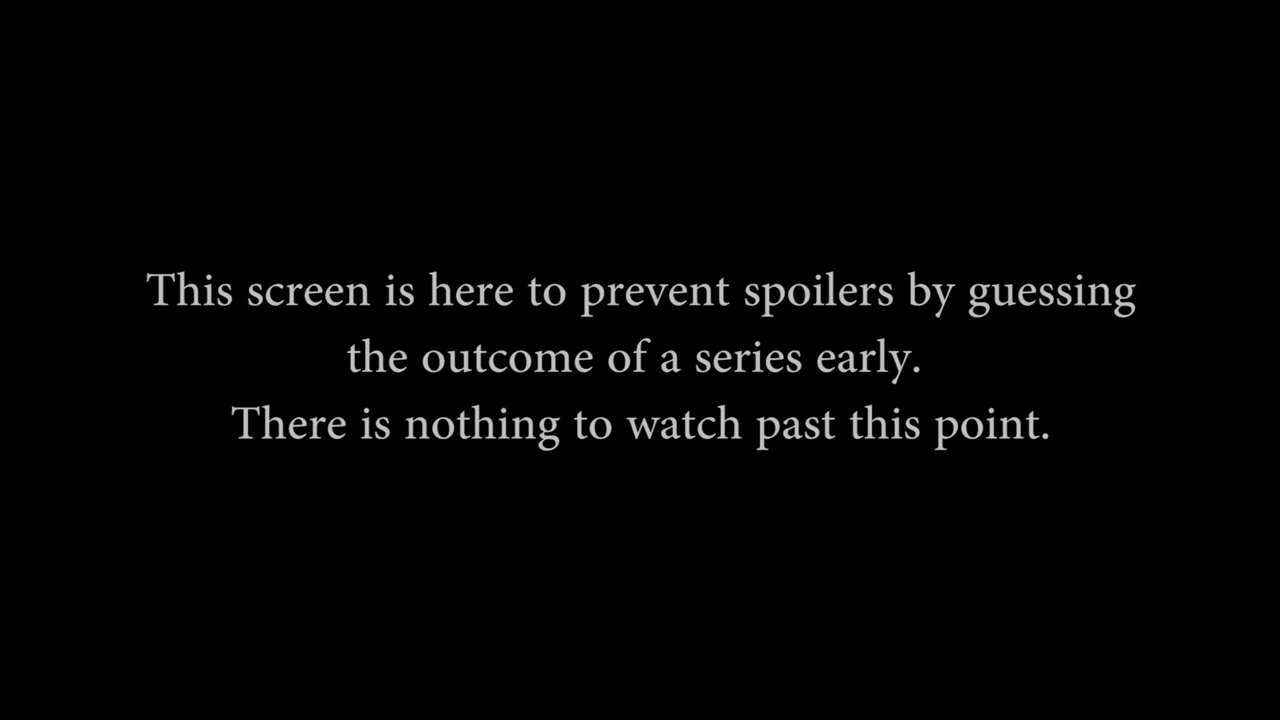 This screen is here to prevent spoilers by guessing
the outcome of a series early.
There is nothing to watch past this point.